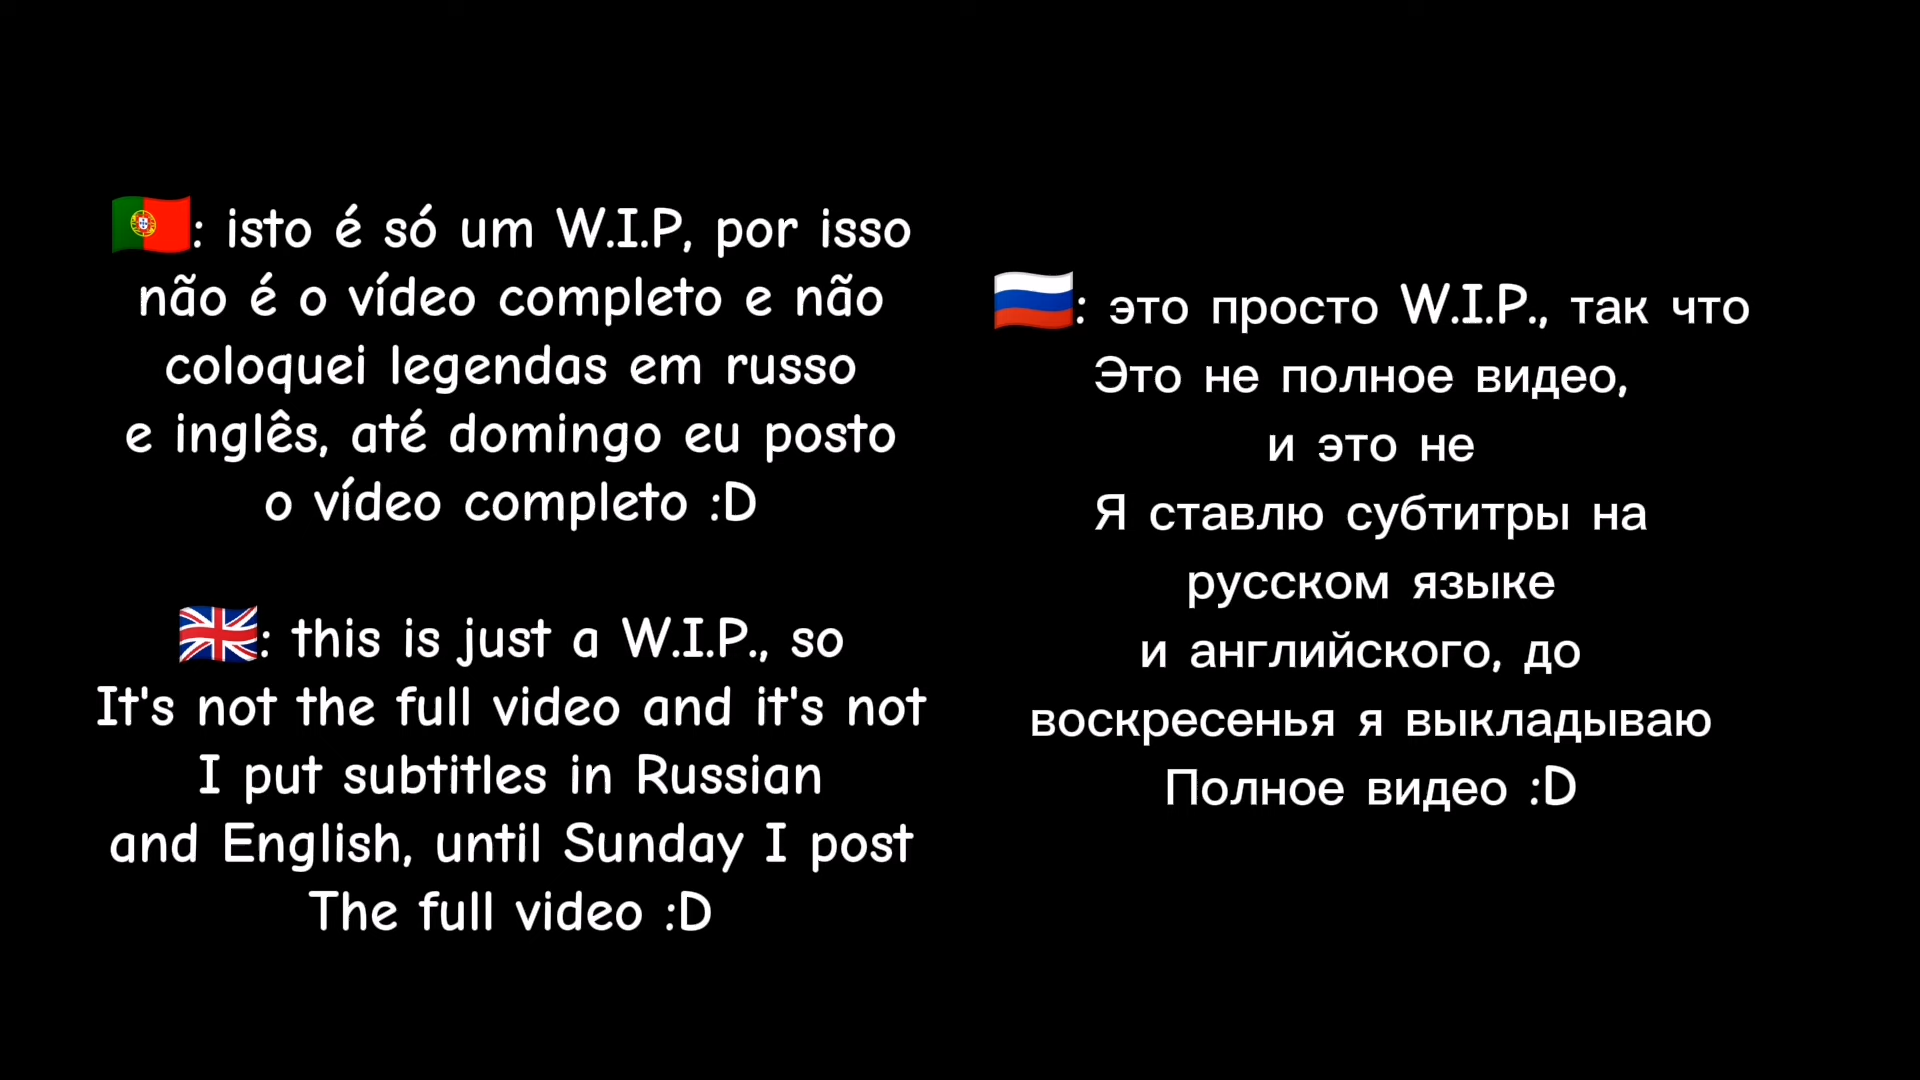 🇵🇹: isto é só um W.I.P, por isso
não é o vídeo completo e não
coloquei legendas em russo
e inglês, até domingo eu posto
o vídeo completo :D
🇬🇧: this is just a W.I.P., so
It's not the full video and it's not
I put subtitles in Russian
and English, until Sunday I post
The full video :D
🇷🇺: это просто W.I.P., так что
Это не полное видео,
и это не
Я ставлю субтитры на
русском языке
и английского, до
воскресенья я выкладываю
Полное видео :D